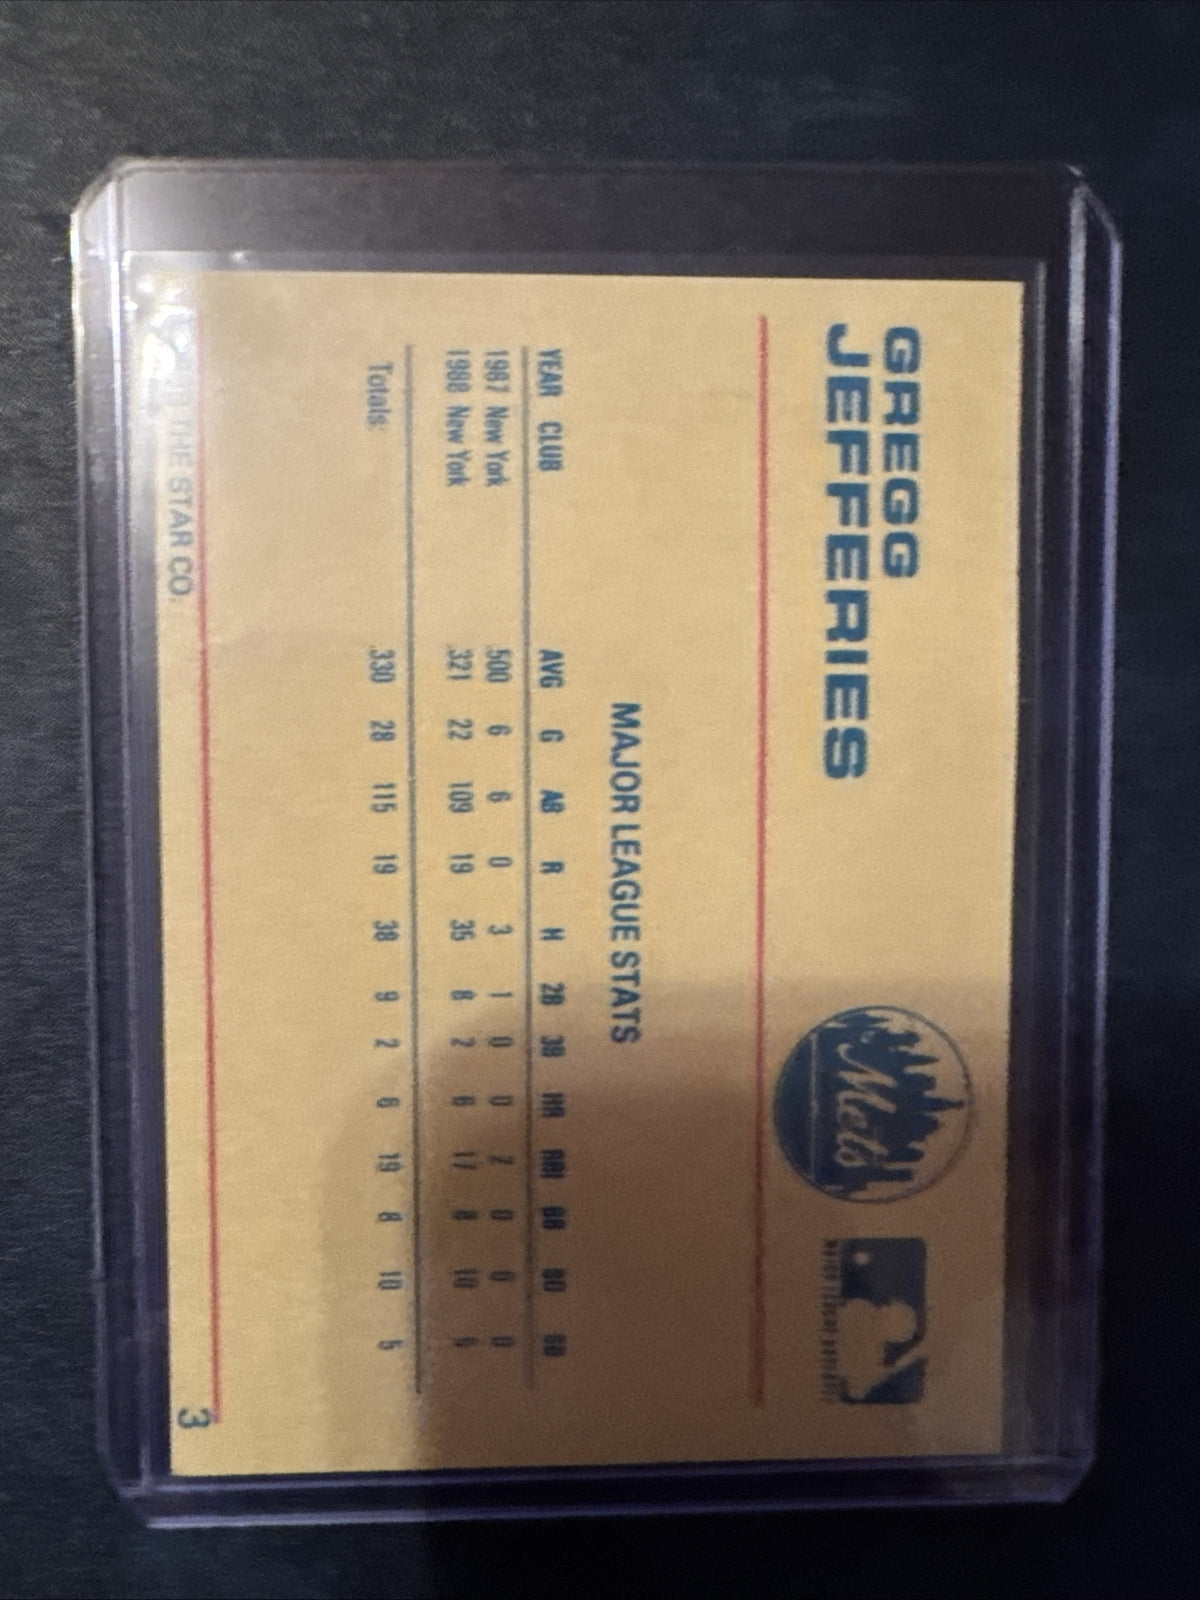 GREGG
JEFFERIES
Mets
MAJOR LEAGUE STATS
YEAR CLUB AVG G AB R H 2B 3B HR RBI BB SO SB
1987 New York .500 6 6 0 3 1 0 0 2 0 0 0
1988 New York .321 22 109 19 35 8 2 6 17 8 10 5
Totals: .330 28 115 19 38 9 2 6 19 8 10 5
THE STAR CO.
3